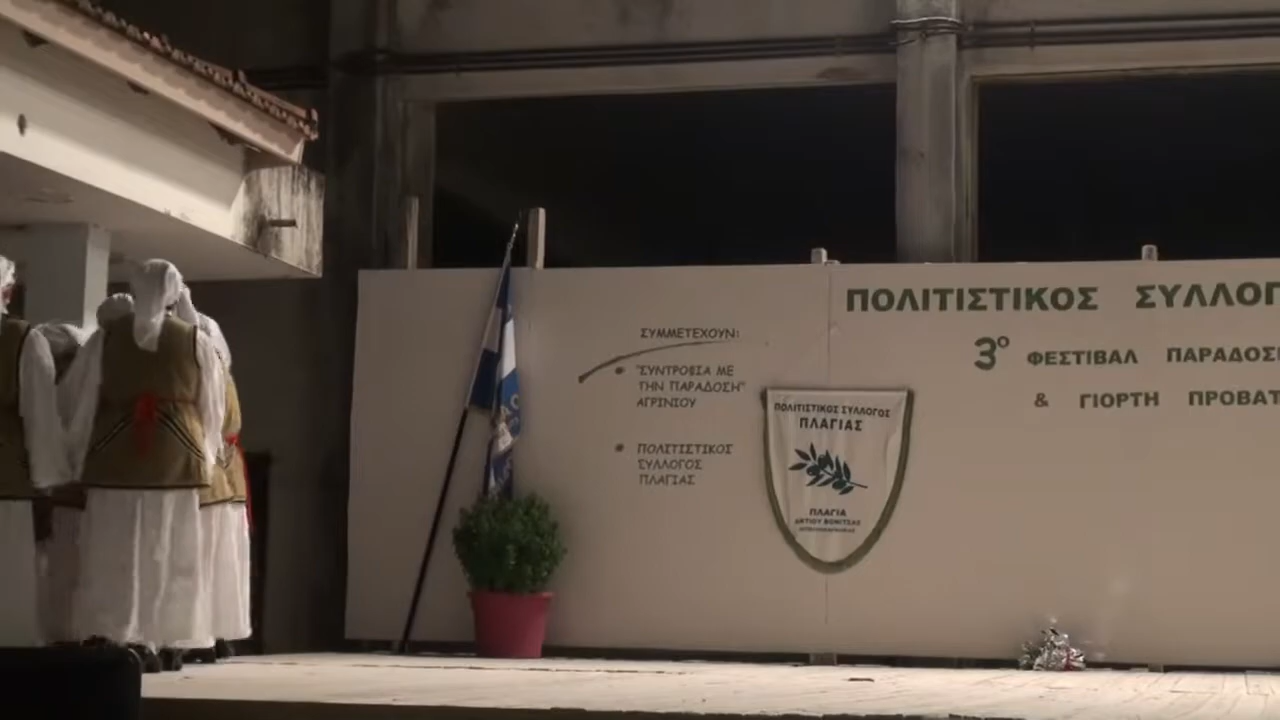 ΠΟΛΙΤΙΣΤΙΚΟΣ ΣΥΛΛΟΓ
3ο ΦΕΣΤΙΒΑΛ ΠΑΡΑΔΟΣ
& ΓΙΟΡΤΗ ΠΡΟΒΑΤ
ΣΥΜΜΕΤΕΧΟΥΝ:
"ΣΥΝΤΡΟΦΙΑ ΜΕ
ΤΗΝ ΠΑΡΑΔΟΣΗ"
ΑΓΡΙΝΙΟΥ
ΠΟΛΙΤΙΣΤΙΚΟΣ
ΣΥΛΛΟΓΟΣ
ΠΛΑΓΙΑΣ
ΠΟΛΙΤΙΣΤΙΚΟΣ ΣΥΛΛΟΓΟΣ
ΠΛΑΓΙΑΣ
ΠΛΑΓΙΑ
ΑΚΤΙΟΥ ΒΟΝΙΤΣΑΣ